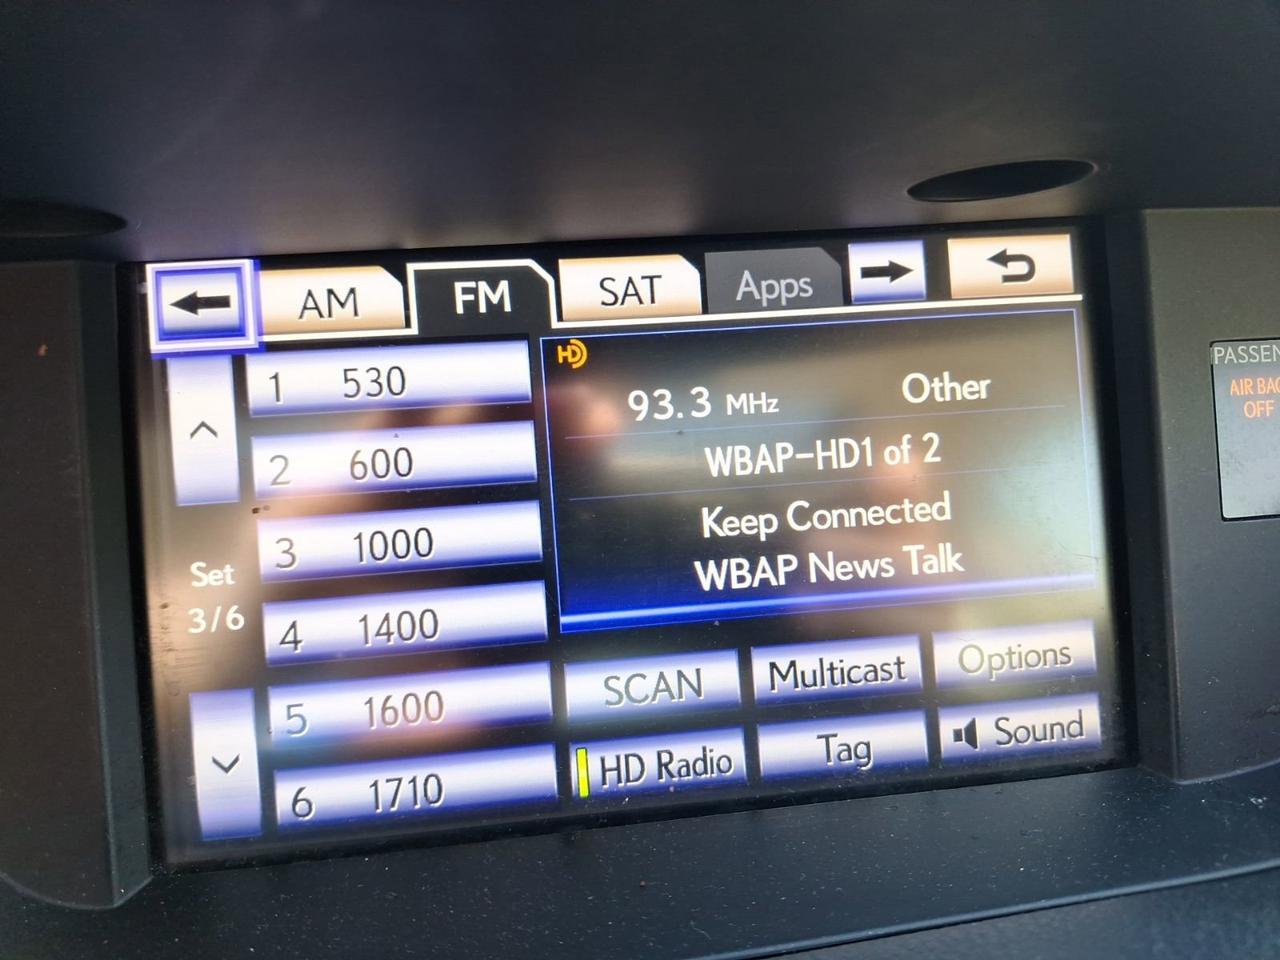 AM
FM
SAT
Apps
1 530
2 600
3 1000
4 1400
5 1600
6 1710
Set
3/6
HD
93.3 MHz Other
WBAP-HD1 of 2
Keep Connected
WBAP News Talk
SCAN
Multicast
Options
HD Radio
Tag
Sound
AIR BAG
OFF